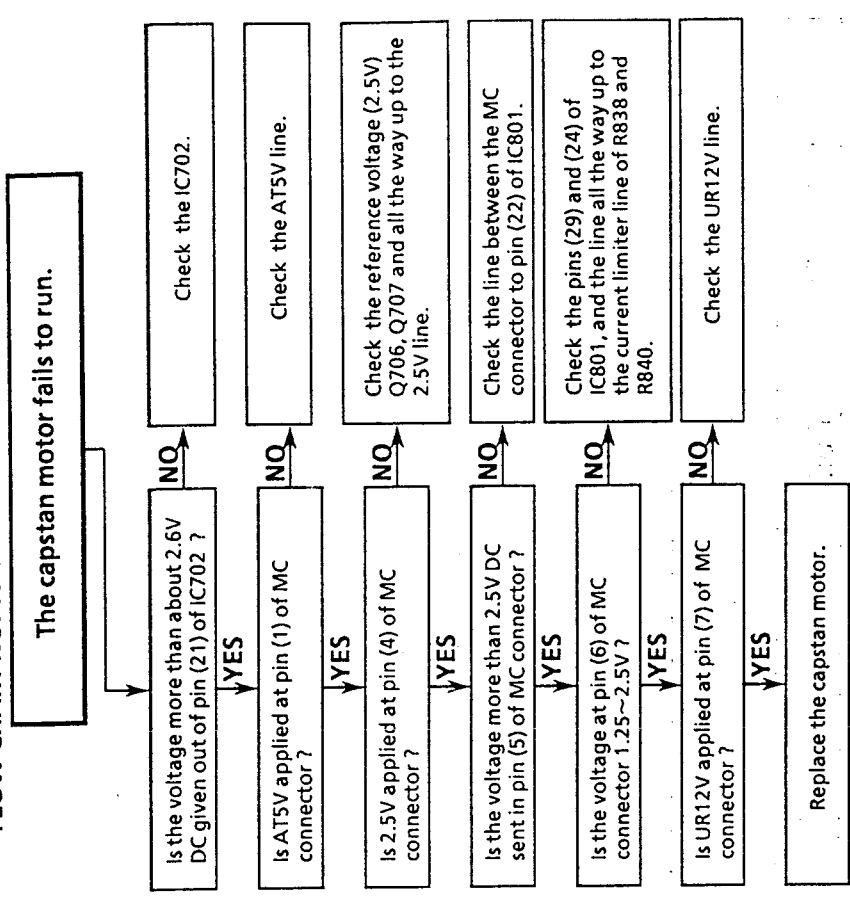 The capstan motor fails to run.
Is the voltage more than about 2.6V
DC given out of pin (21) of IC702 ?
NO
Check the IC702.
YES
Is AT5V applied at pin (1) of MC
connector ?
NO
Check the AT5V line.
YES
Is 2.5V applied at pin (4) of MC
connector ?
NO
Check the reference voltage (2.5V)
Q706, Q707 and all the way up to the
2.5V line.
YES
Is the voltage more than 2.5V DC
sent in pin (5) of MC connector ?
NO
Check the line between the MC
connector to pin (22) of IC801.
YES
Is the voltage at pin (6) of MC
connector 1.25~2.5V ?
NO
Check the pins (29) and (24) of
IC801, and the line all the way up to
the current limiter line of R838 and
R840.
YES
Is UR12V applied at pin (7) of MC
connector ?
NO
Check the UR12V line.
YES
Replace the capstan motor.